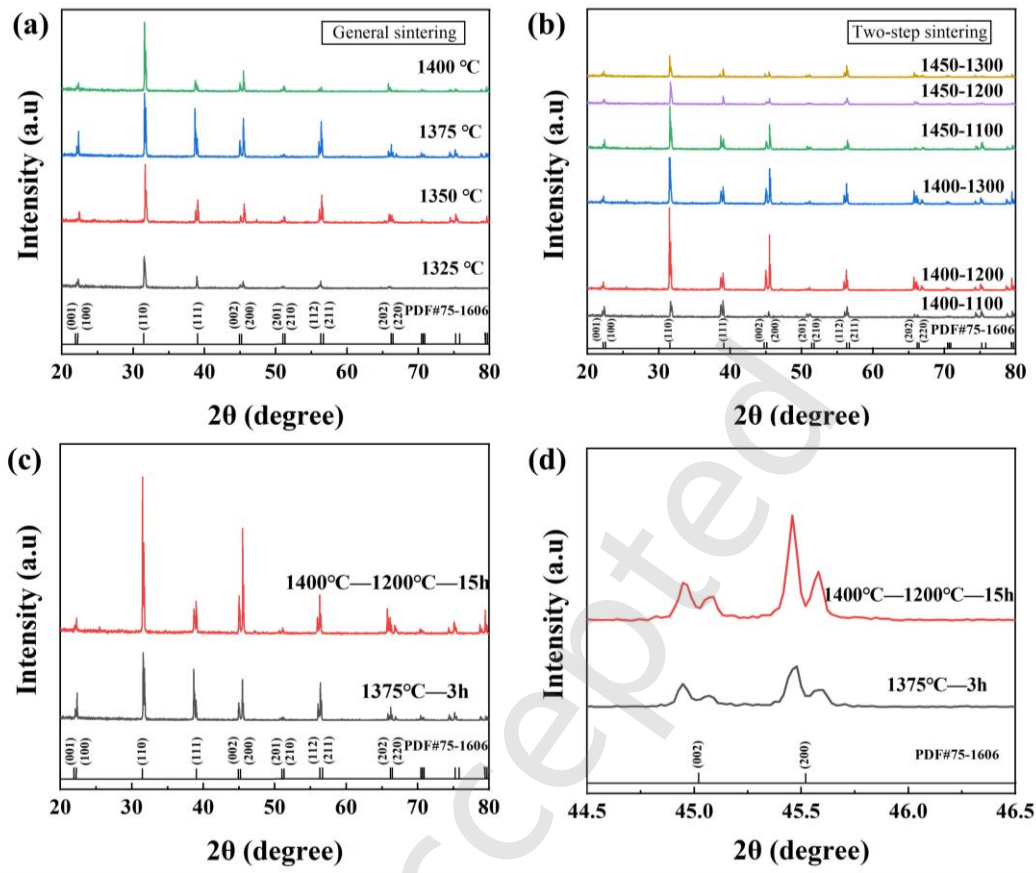 (a)
General sintering
1400 ℃
1375 ℃
1350 ℃
1325 ℃
PDF#75-1606
(001)
(100)
(110)
(111)
(002)
(200)
(201)
(210)
(112)
(211)
(202)
(220)
20 30 40 50 60 70 80
2θ (degree)
Intensity (a.u)
(b)
Two-step sintering
1450-1300
1450-1200
1450-1100
1400-1300
1400-1200
1400-1100
PDF#75-1606
(001)
(100)
(110)
(111)
(002)
(200)
(201)
(210)
(112)
(211)
(202)
(220)
20 30 40 50 60 70 80
2θ (degree)
Intensity (a.u)
(c)
1400℃—1200℃—15h
1375℃—3h
PDF#75-1606
(001)
(100)
(110)
(111)
(002)
(200)
(201)
(210)
(112)
(211)
(202)
(220)
20 30 40 50 60 70 80
2θ (degree)
Intensity (a.u)
(d)
1400℃—1200℃—15h
1375℃—3h
PDF#75-1606
(002)
(200)
44.5 45.0 45.5 46.0 46.5
2θ (degree)
Intensity (a.u)
ccepted